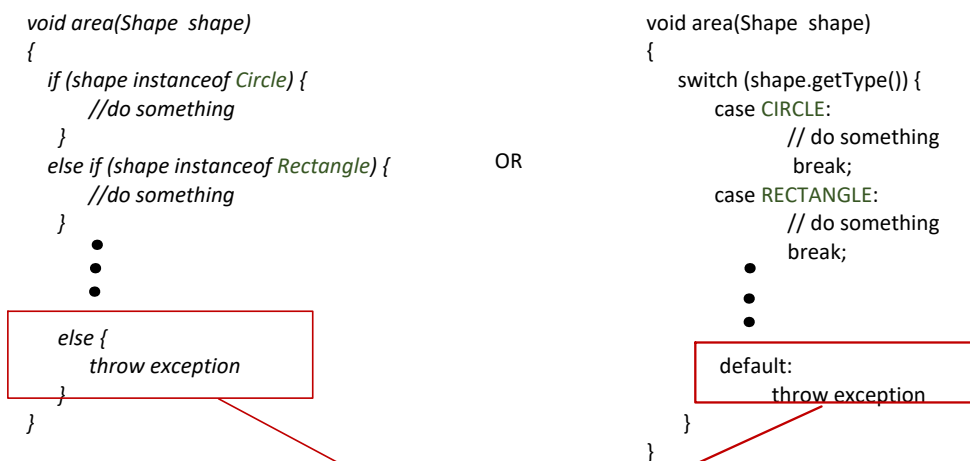 void area(Shape shape)
{
if (shape instanceof Circle) {
//do something
}
else if (shape instanceof Rectangle) {
//do something
}
else {
throw exception
}
}
OR
void area(Shape shape)
{
switch (shape.getType()) {
case CIRCLE:
// do something
break;
case RECTANGLE:
// do something
break;
default:
throw exception
}
}